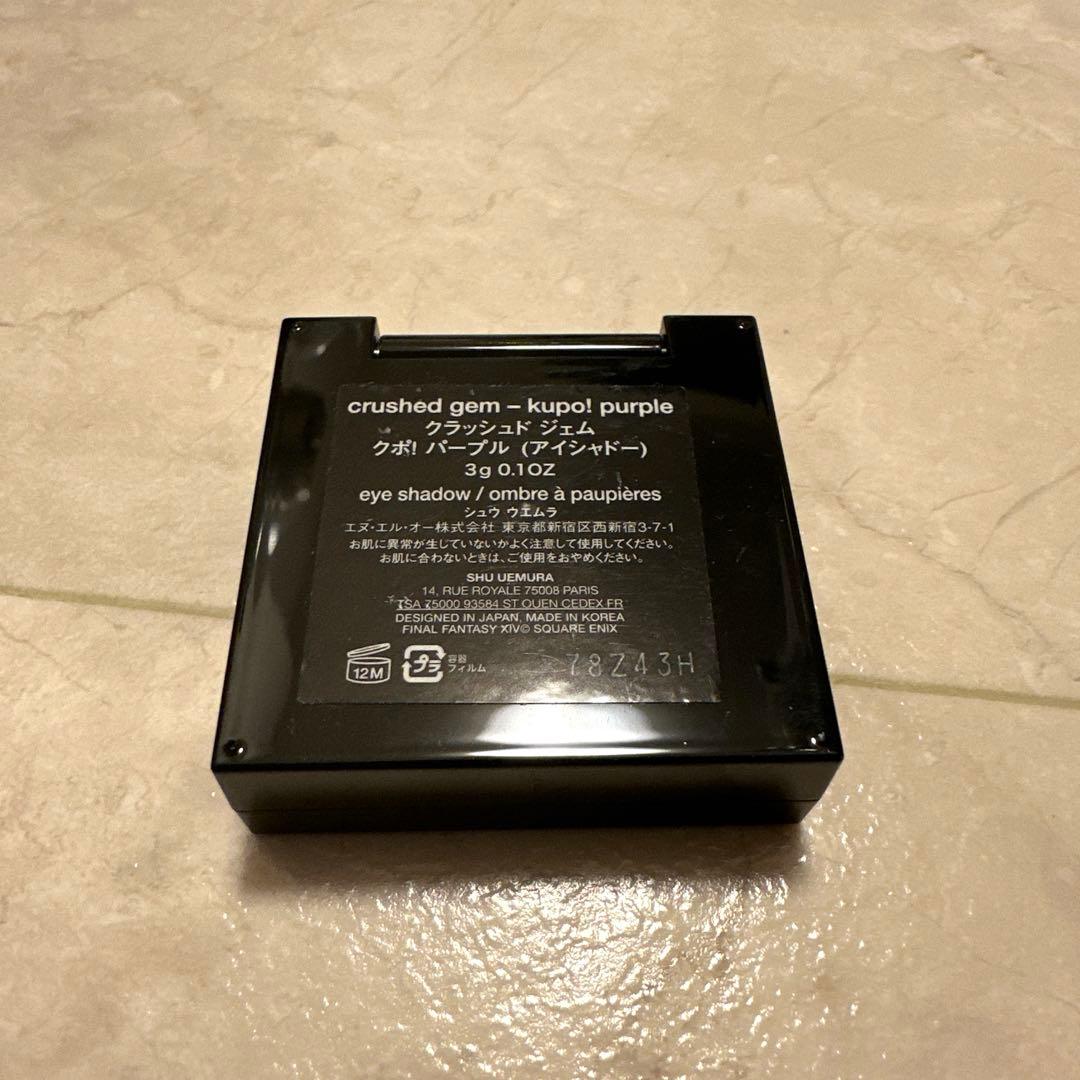 crushed gem – kupo! purple
クラッシュド ジェム
クポ! パープル (アイシャドー)
3g 0.1OZ
eye shadow / ombre à paupières
シュウ ウエムラ
エヌ・エル・オー株式会社 東京都新宿区西新宿3-7-1
お肌に異常が生じていないかよく注意して使用してください。
お肌に合わないときは、ご使用をおやめください。
SHU UEMURA
14, RUE ROYALE 75008 PARIS
TSA 75000 93584 ST OUEN CEDEX FR
DESIGNED IN JAPAN, MADE IN KOREA
FINAL FANTASY XIV© SQUARE ENIX
12M プラ 容器
フィルム
78Z43H